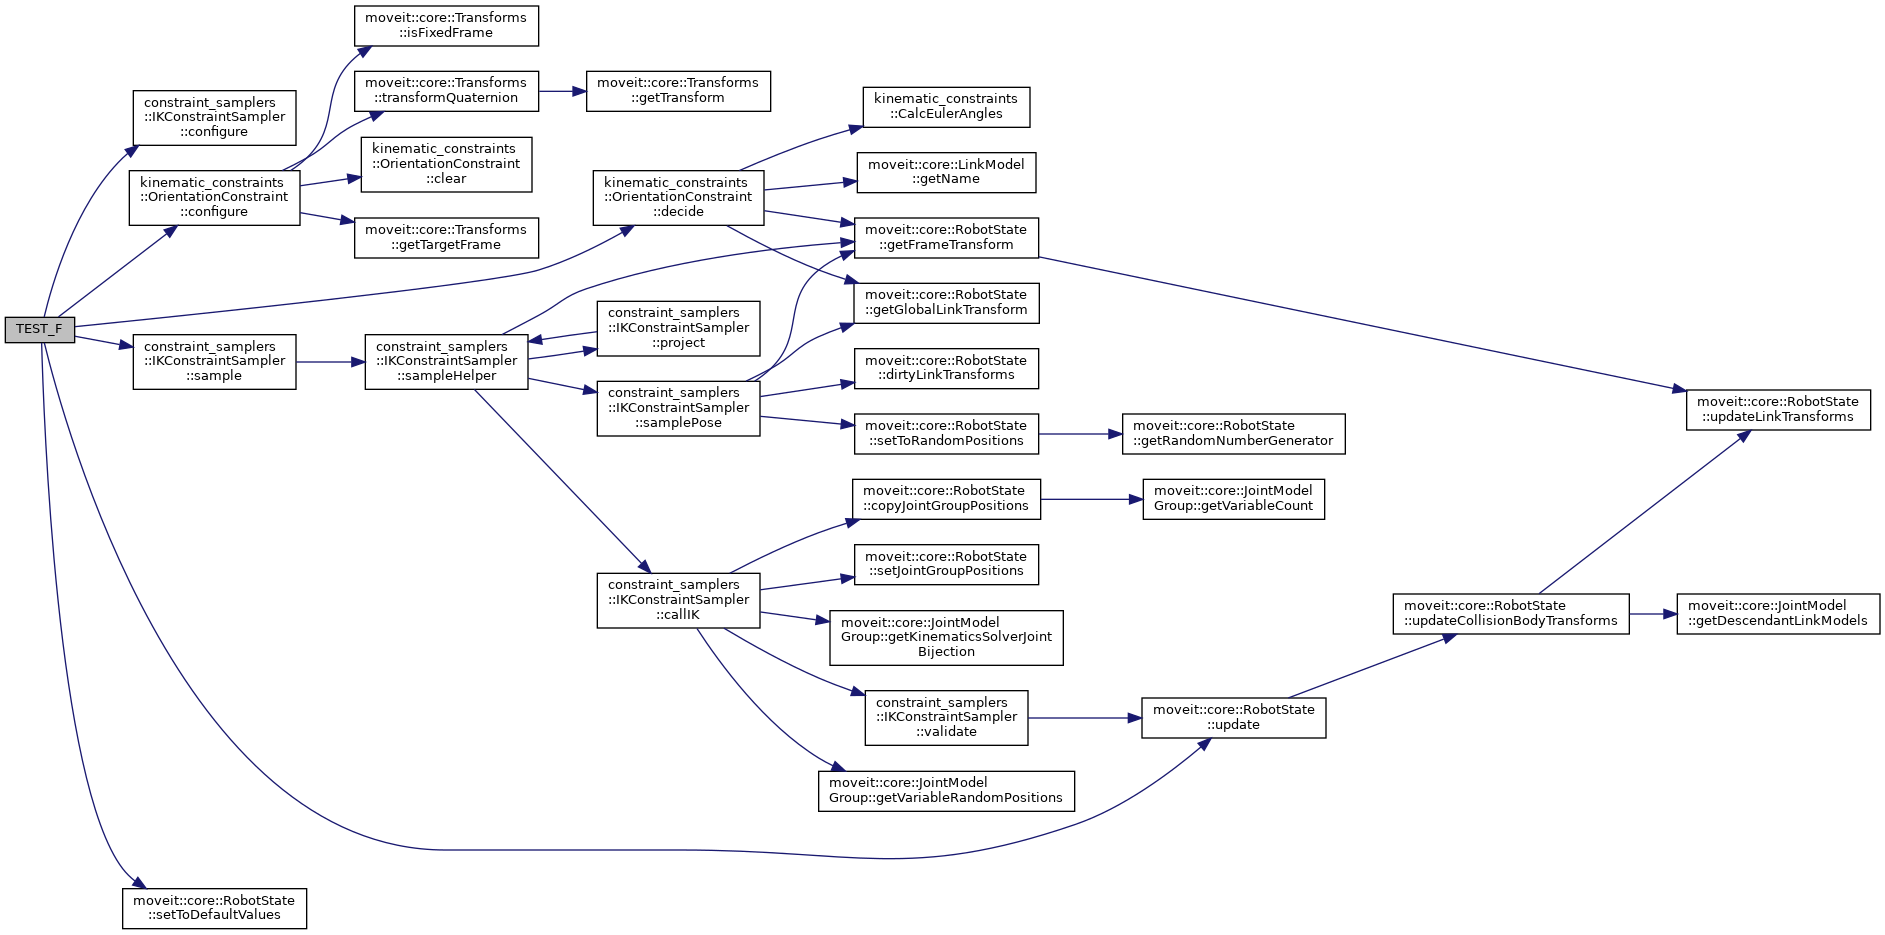 moveit::core::Transforms
::isFixedFrame
moveit::core::Transforms
::transformQuaternion
moveit::core::Transforms
::getTransform
constraint_samplers
::IKConstraintSampler
::configure
kinematic_constraints
::CalcEulerAngles
kinematic_constraints
::OrientationConstraint
::clear
moveit::core::LinkModel
::getName
kinematic_constraints
::OrientationConstraint
::configure
kinematic_constraints
::OrientationConstraint
::decide
moveit::core::Transforms
::getTargetFrame
moveit::core::RobotState
::getFrameTransform
moveit::core::RobotState
::getGlobalLinkTransform
TEST_F
constraint_samplers
::IKConstraintSampler
::project
constraint_samplers
::IKConstraintSampler
::sample
constraint_samplers
::IKConstraintSampler
::sampleHelper
moveit::core::RobotState
::dirtyLinkTransforms
constraint_samplers
::IKConstraintSampler
::samplePose
moveit::core::RobotState
::updateLinkTransforms
moveit::core::RobotState
::setToRandomPositions
moveit::core::RobotState
::getRandomNumberGenerator
moveit::core::RobotState
::copyJointGroupPositions
moveit::core::JointModel
Group::getVariableCount
moveit::core::RobotState
::setJointGroupPositions
constraint_samplers
::IKConstraintSampler
::callIK
moveit::core::JointModel
Group::getKinematicsSolverJoint
Bijection
moveit::core::RobotState
::updateCollisionBodyTransforms
moveit::core::JointModel
::getDescendantLinkModels
constraint_samplers
::IKConstraintSampler
::validate
moveit::core::RobotState
::update
moveit::core::JointModel
Group::getVariableRandomPositions
moveit::core::RobotState
::setToDefaultValues